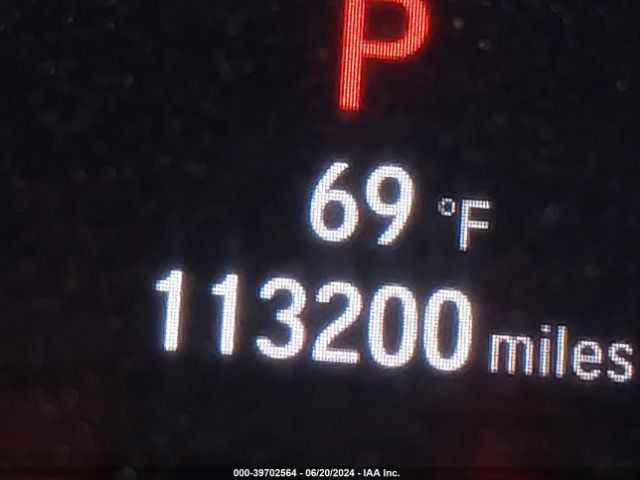 P
69 °F
113200 miles
000-39702564 - 06/20/2024 - IAA Inc.